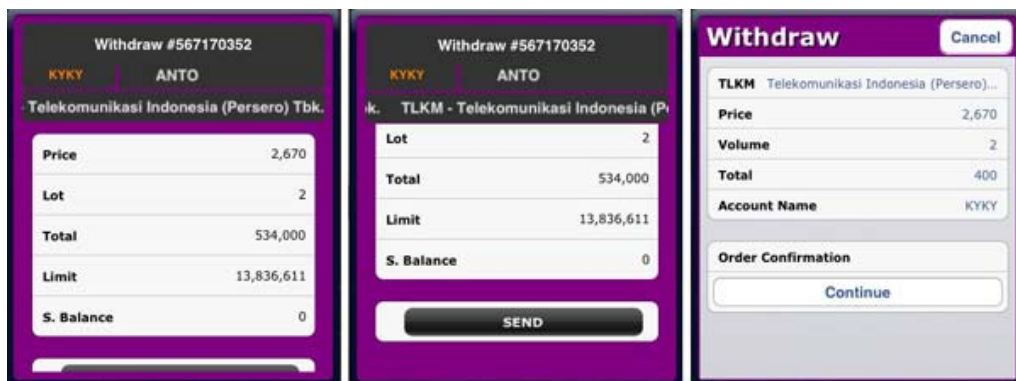 Withdraw #567170352
KYKY ANTO
Telekomunikasi Indonesia (Persero) Tbk.
Price 2,670
Lot 2
Total 534,000
Limit 13,836,611
S. Balance 0
Withdraw #567170352
KYKY ANTO
TLKM - Telekomunikasi Indonesia
Lot 2
Total 534,000
Limit 13,836,611
S. Balance 0
SEND
Withdraw Cancel
TLKM Telekomunikasi Indonesia (Persero)...
Price 2,670
Volume 2
Total 400
Account Name KYKY
Order Confirmation
Continue